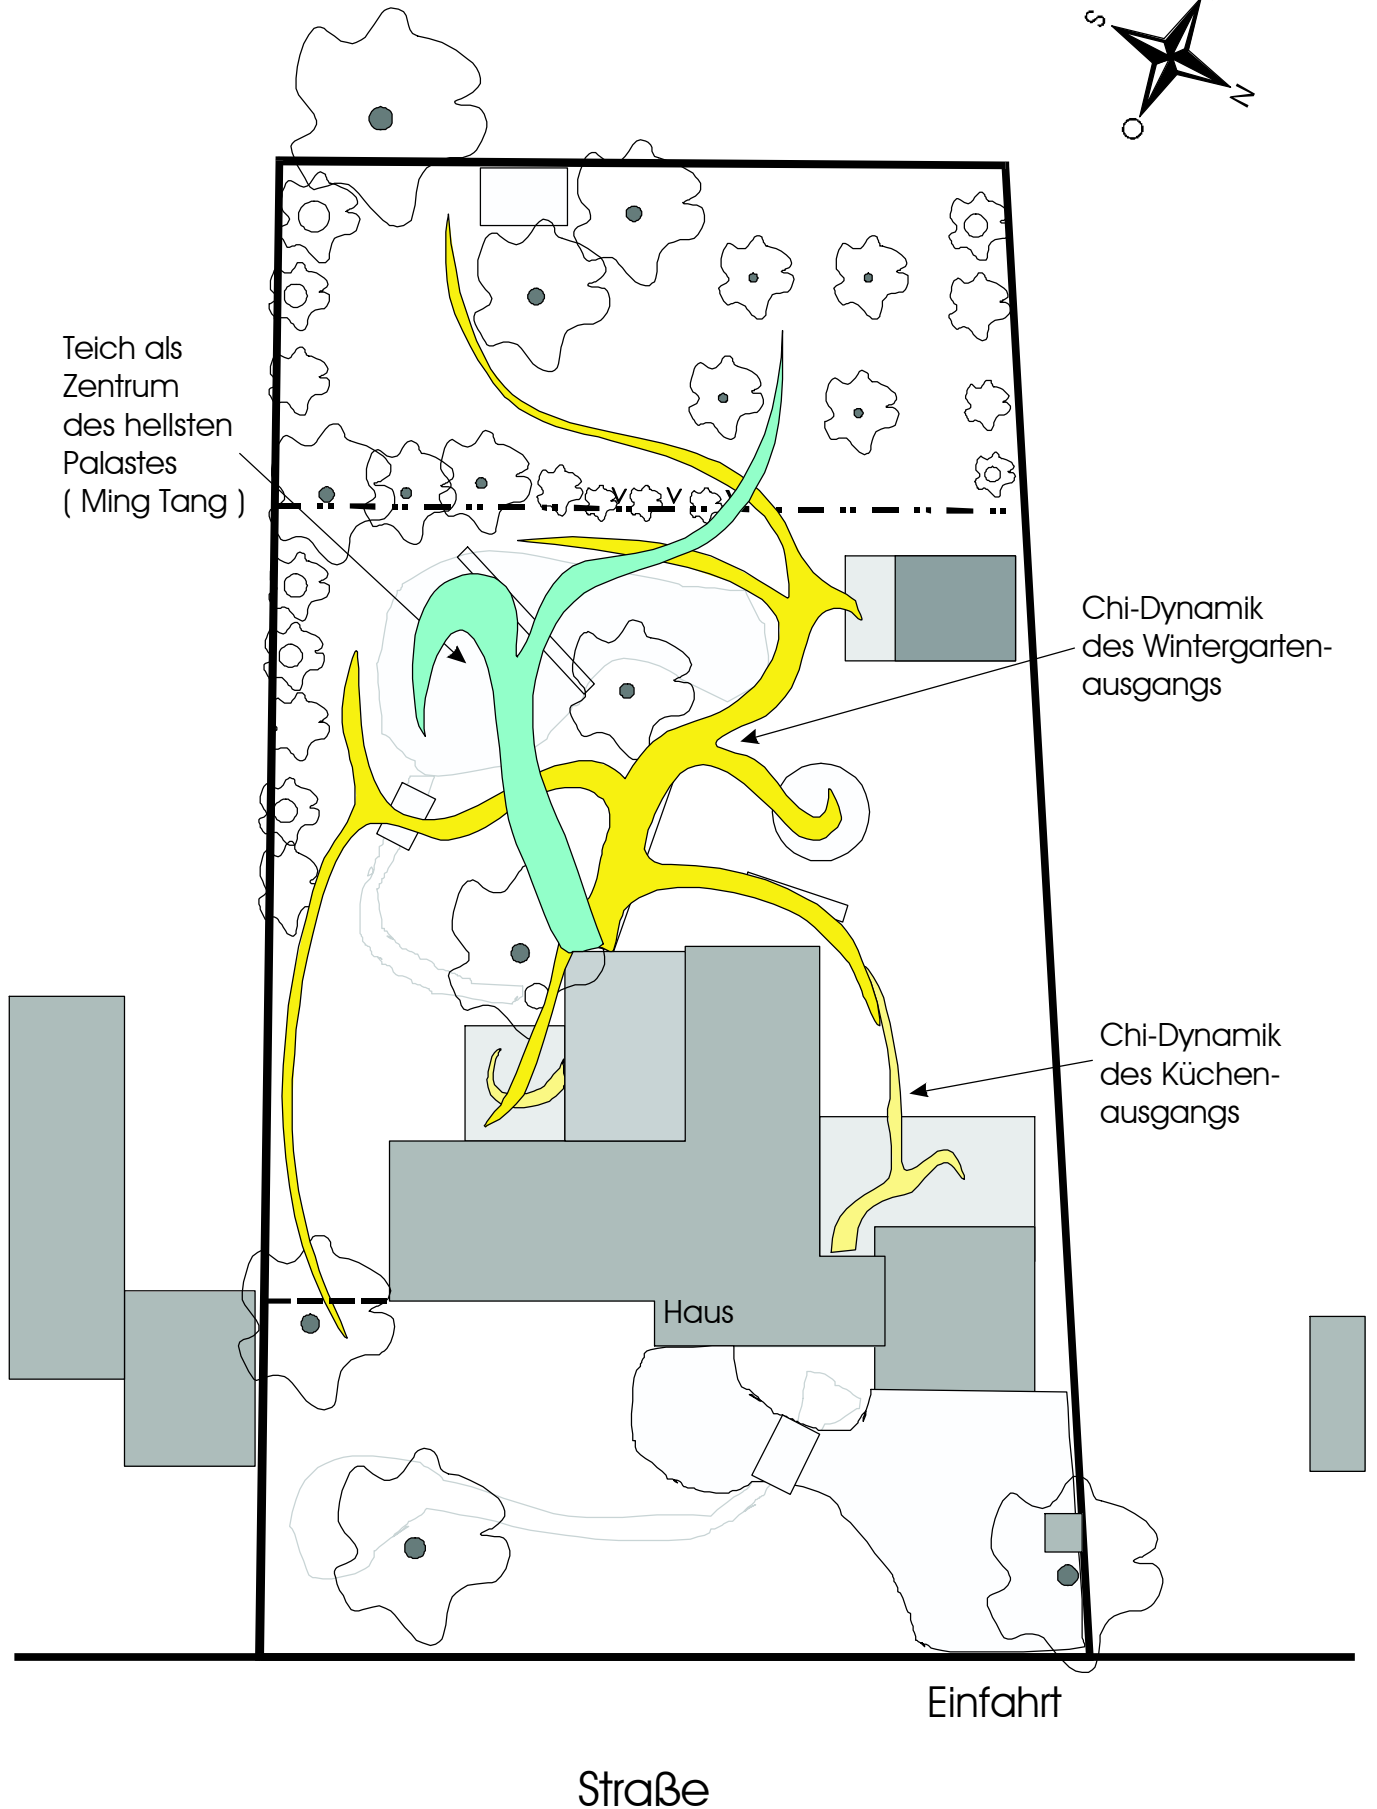 S
N
O
Teich als
Zentrum
des hellsten
Palastes
( Ming Tang )
Chi-Dynamik
des Wintergarten-
ausgangs
Chi-Dynamik
des Küchen-
ausgangs
Haus
Einfahrt
Straße